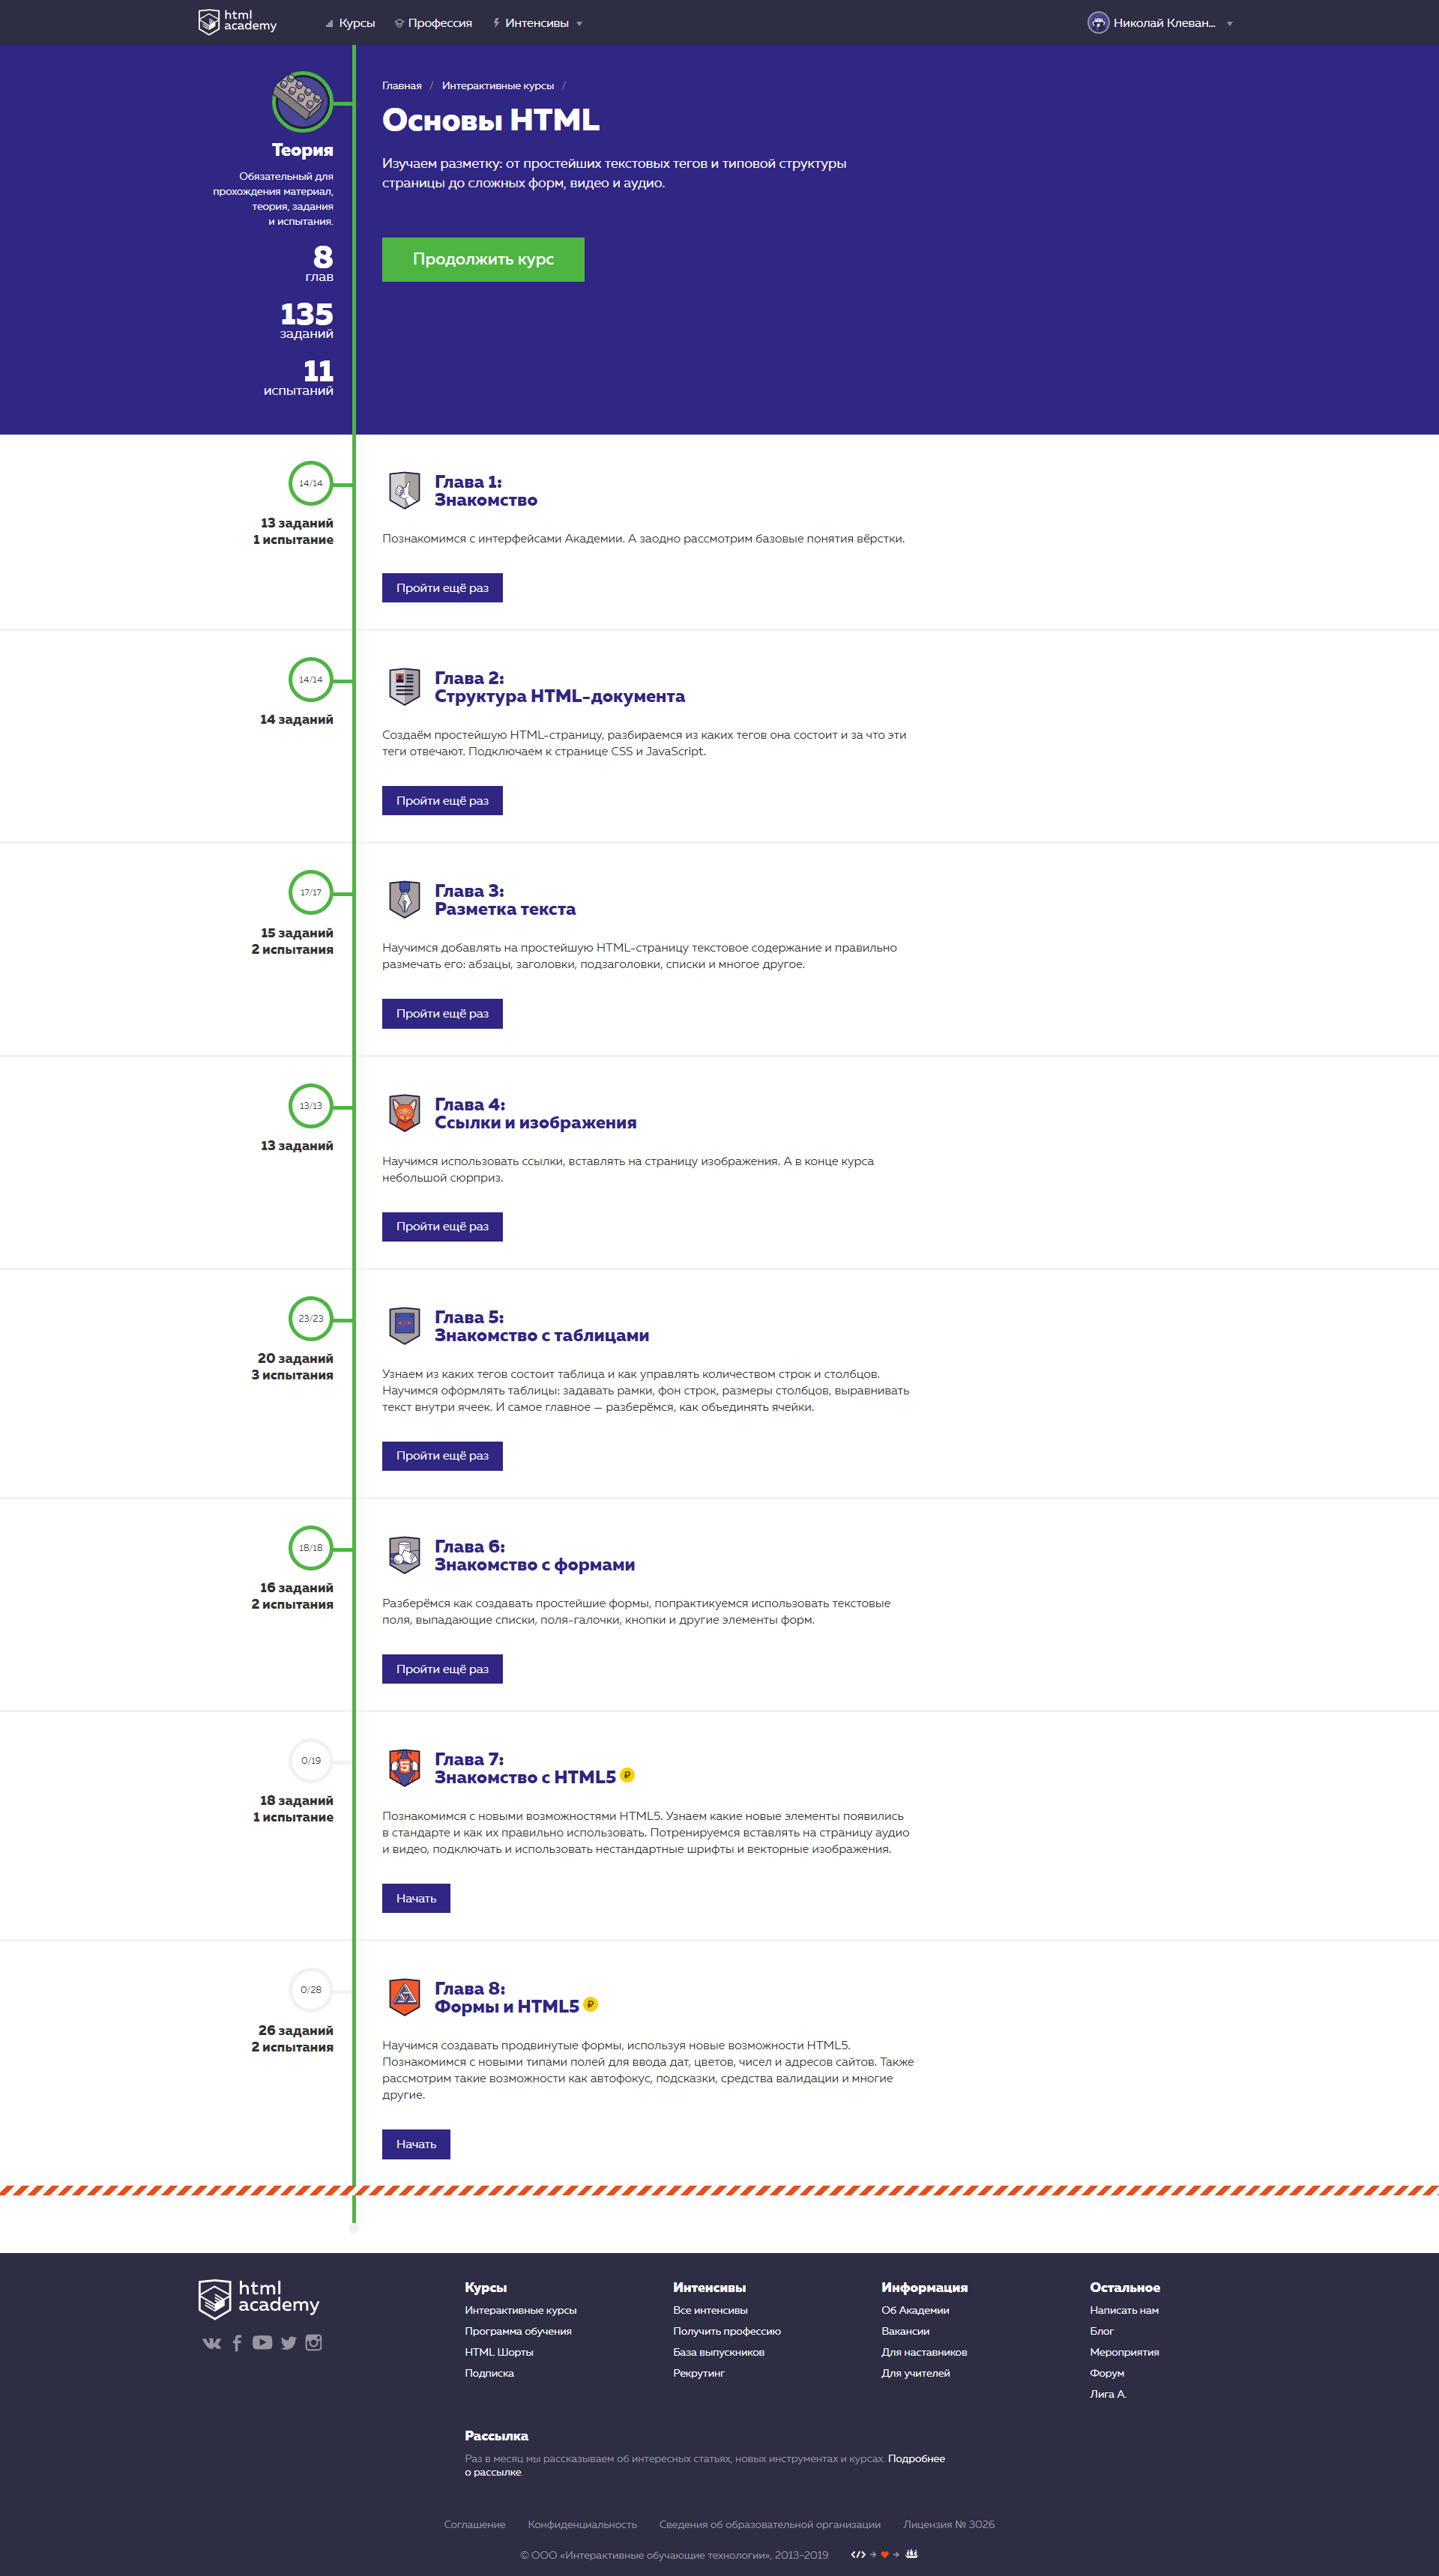 html
academy
Курсы
Профессия
Интенсивы
Николай Клеван...
Теория
Обязательный для
прохождения материал,
теория, задания
и испытания.
8
глав
135
заданий
11
испытаний
Главная / Интерактивные курсы /
Основы HTML
Изучаем разметку: от простейших текстовых тегов и типовой структуры
страницы до сложных форм, видео и аудио.
Продолжить курс
14/14
13 заданий
1 испытание
Глава 1:
Знакомство
Познакомимся с интерфейсами Академии. А заодно рассмотрим базовые понятия вёрстки.
Пройти ещё раз
14/14
14 заданий
Глава 2:
Структура HTML-документа
Создаём простейшую HTML-страницу, разбираемся из каких тегов она состоит и за что эти
теги отвечают. Подключаем к странице CSS и JavaScript.
Пройти ещё раз
17/17
15 заданий
2 испытания
Глава 3:
Разметка текста
Научимся добавлять на простейшую HTML-страницу текстовое содержание и правильно
размечать его: абзацы, заголовки, подзаголовки, списки и многое другое.
Пройти ещё раз
13/13
13 заданий
Глава 4:
Ссылки и изображения
Научимся использовать ссылки, вставлять на страницу изображения. А в конце курса
небольшой сюрприз.
Пройти ещё раз
23/23
20 заданий
3 испытания
Глава 5:
Знакомство с таблицами
Узнаем из каких тегов состоит таблица и как управлять количеством строк и столбцов.
Научимся оформлять таблицы: задавать рамки, фон строк, размеры столбцов, выравнивать
текст внутри ячеек. И самое главное — разберёмся, как объединять ячейки.
Пройти ещё раз
18/18
16 заданий
2 испытания
Глава 6:
Знакомство с формами
Разберёмся как создавать простейшие формы, попрактикуемся использовать текстовые
поля, выпадающие списки, поля-галочки, кнопки и другие элементы форм.
Пройти ещё раз
0/19
18 заданий
1 испытание
Глава 7:
Знакомство с HTML5 ₽
Познакомимся с новыми возможностями HTML5. Узнаем какие новые элементы появились
в стандарте и как их правильно использовать. Потренируемся вставлять на страницу аудио
и видео, подключать и использовать нестандартные шрифты и векторные изображения.
Начать
0/28
26 заданий
2 испытания
Глава 8:
Формы и HTML5 ₽
Научимся создавать продвинутые формы, используя новые возможности HTML5.
Познакомимся с новыми типами полей для ввода дат, цветов, чисел и адресов сайтов. Также
рассмотрим такие возможности как автофокус, подсказки, средства валидации и многие
другие.
Начать
html
academy
Курсы
Интерактивные курсы
Программа обучения
HTML Шорты
Подписка
Интенсивы
Все интенсивы
Получить профессию
База выпускников
Рекрутинг
Информация
Об Академии
Вакансии
Для наставников
Для учителей
Остальное
Написать нам
Блог
Мероприятия
Форум
Лига А.
Рассылка
Раз в месяц мы рассказываем об интересных статьях, новых инструментах и курсах. Подробнее
о рассылке.
Соглашение Конфиденциальность Сведения об образовательной организации Лицензия № 3026
© ООО «Интерактивные обучающие технологии», 2013-2019